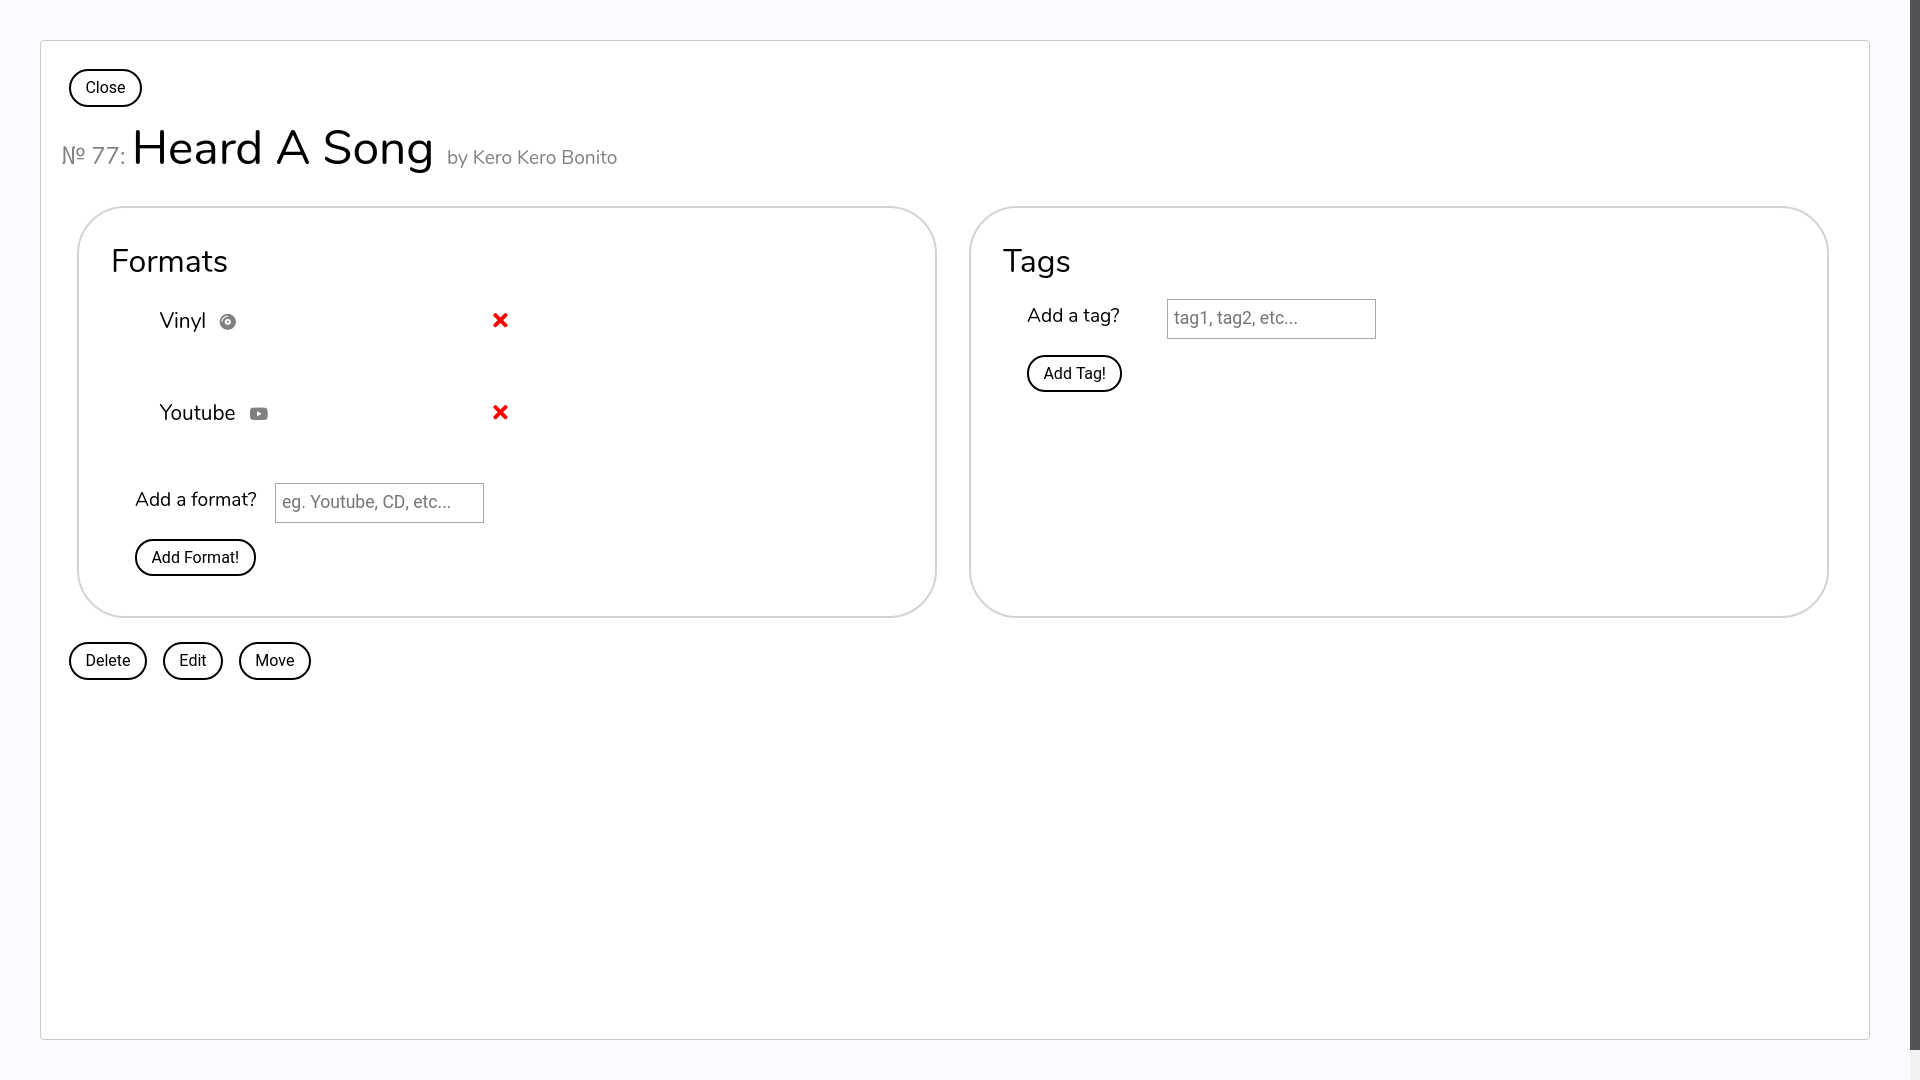 Close
№ 77: Heard A Song by Kero Kero Bonito
Formats
Vinyl
Youtube
Add a format? eg. Youtube, CD, etc...
Add Format!
Tags
Add a tag? tag1, tag2, etc...
Add Tag!
Delete Edit Move